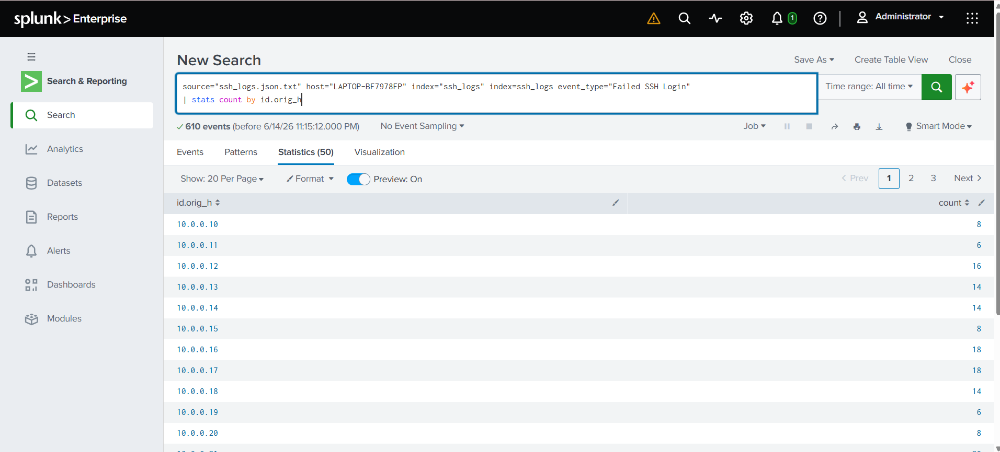 splunk> Enterprise
1
Administrator
Search & Reporting
Search
Analytics
Datasets
Reports
Alerts
Dashboards
Modules
New Search
Save As
Create Table View
Close
source="ssh_logs.json.txt" host="LAPTOP-BF7978FP" index="ssh_logs" index=ssh_logs event_type="Failed SSH Login"
| stats count by id.orig_h
Time range: All time
610 events (before 6/14/26 11:15:12.000 PM)
No Event Sampling
Job
Smart Mode
Events
Patterns
Statistics (50)
Visualization
Show: 20 Per Page
Format
Preview: On
Prev
1
2
3
Next
id.orig_h
count
10.0.0.10 8
10.0.0.11 6
10.0.0.12 16
10.0.0.13 14
10.0.0.14 14
10.0.0.15 8
10.0.0.16 18
10.0.0.17 18
10.0.0.18 14
10.0.0.19 6
10.0.0.20 8